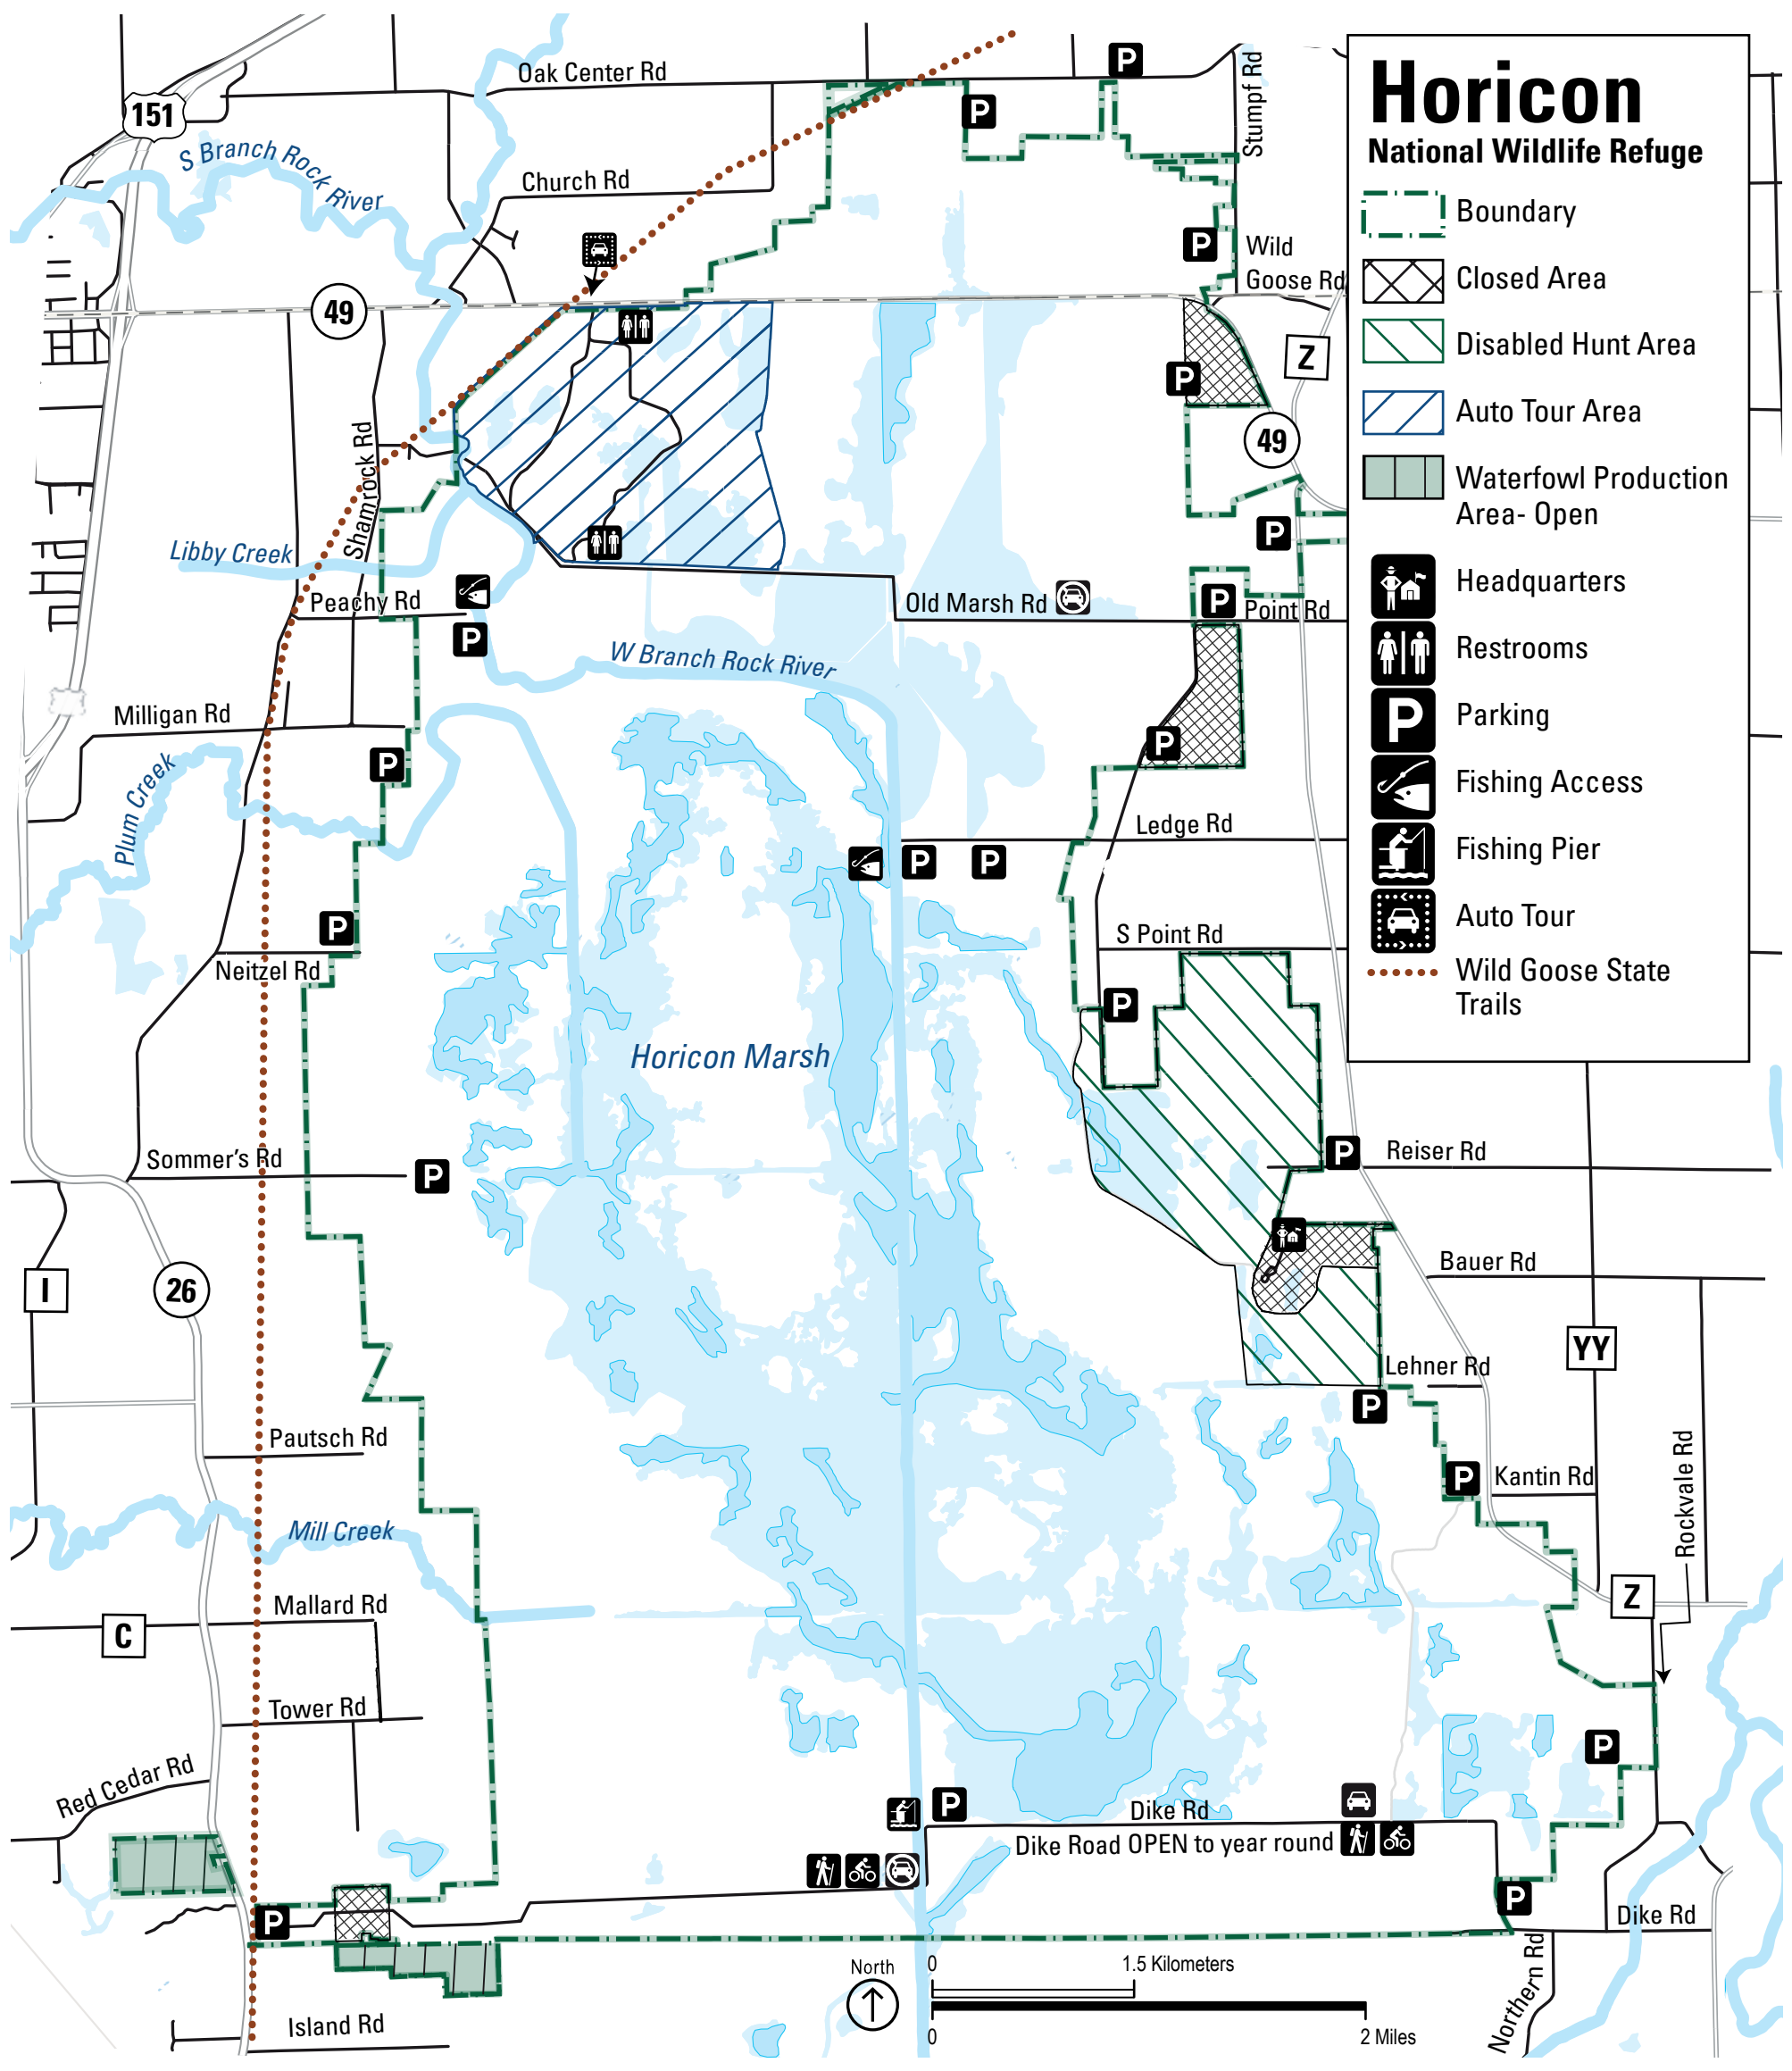 Horicon
National Wildlife Refuge
Boundary
Closed Area
Disabled Hunt Area
Auto Tour Area
Waterfowl Production
Area- Open
Headquarters
Restrooms
P
Parking
Fishing Access
Fishing Pier
Auto Tour
Wild Goose State
Trails
Oak Center Rd
P
Stumpf Rd
151
P
S Branch Rock
River
Church Rd
P
Wild
Goose Rd
49
Z
P
49
Shamrock Rd
Libby Creek
P
Peachy Rd
Old Marsh Rd
P
Point Rd
P
W Branch Rock River
Milligan Rd
P
P
Plum Creek
Ledge Rd
P
P
P
S Point Rd
Neitzel Rd
P
Horicon Marsh
Sommer's Rd
P
P
Reiser Rd
Bauer Rd
I
26
YY
Lehner Rd
P
Pautsch Rd
P
Kantin Rd
Rockvale Rd
Mill Creek
Mallard Rd
C
Z
Tower Rd
P
Red Cedar Rd
P
Dike Rd
Dike Road OPEN to year round
P
P
Dike Rd
Northern Rd
North
0
1.5 Kilometers
0
2 Miles
Island Rd